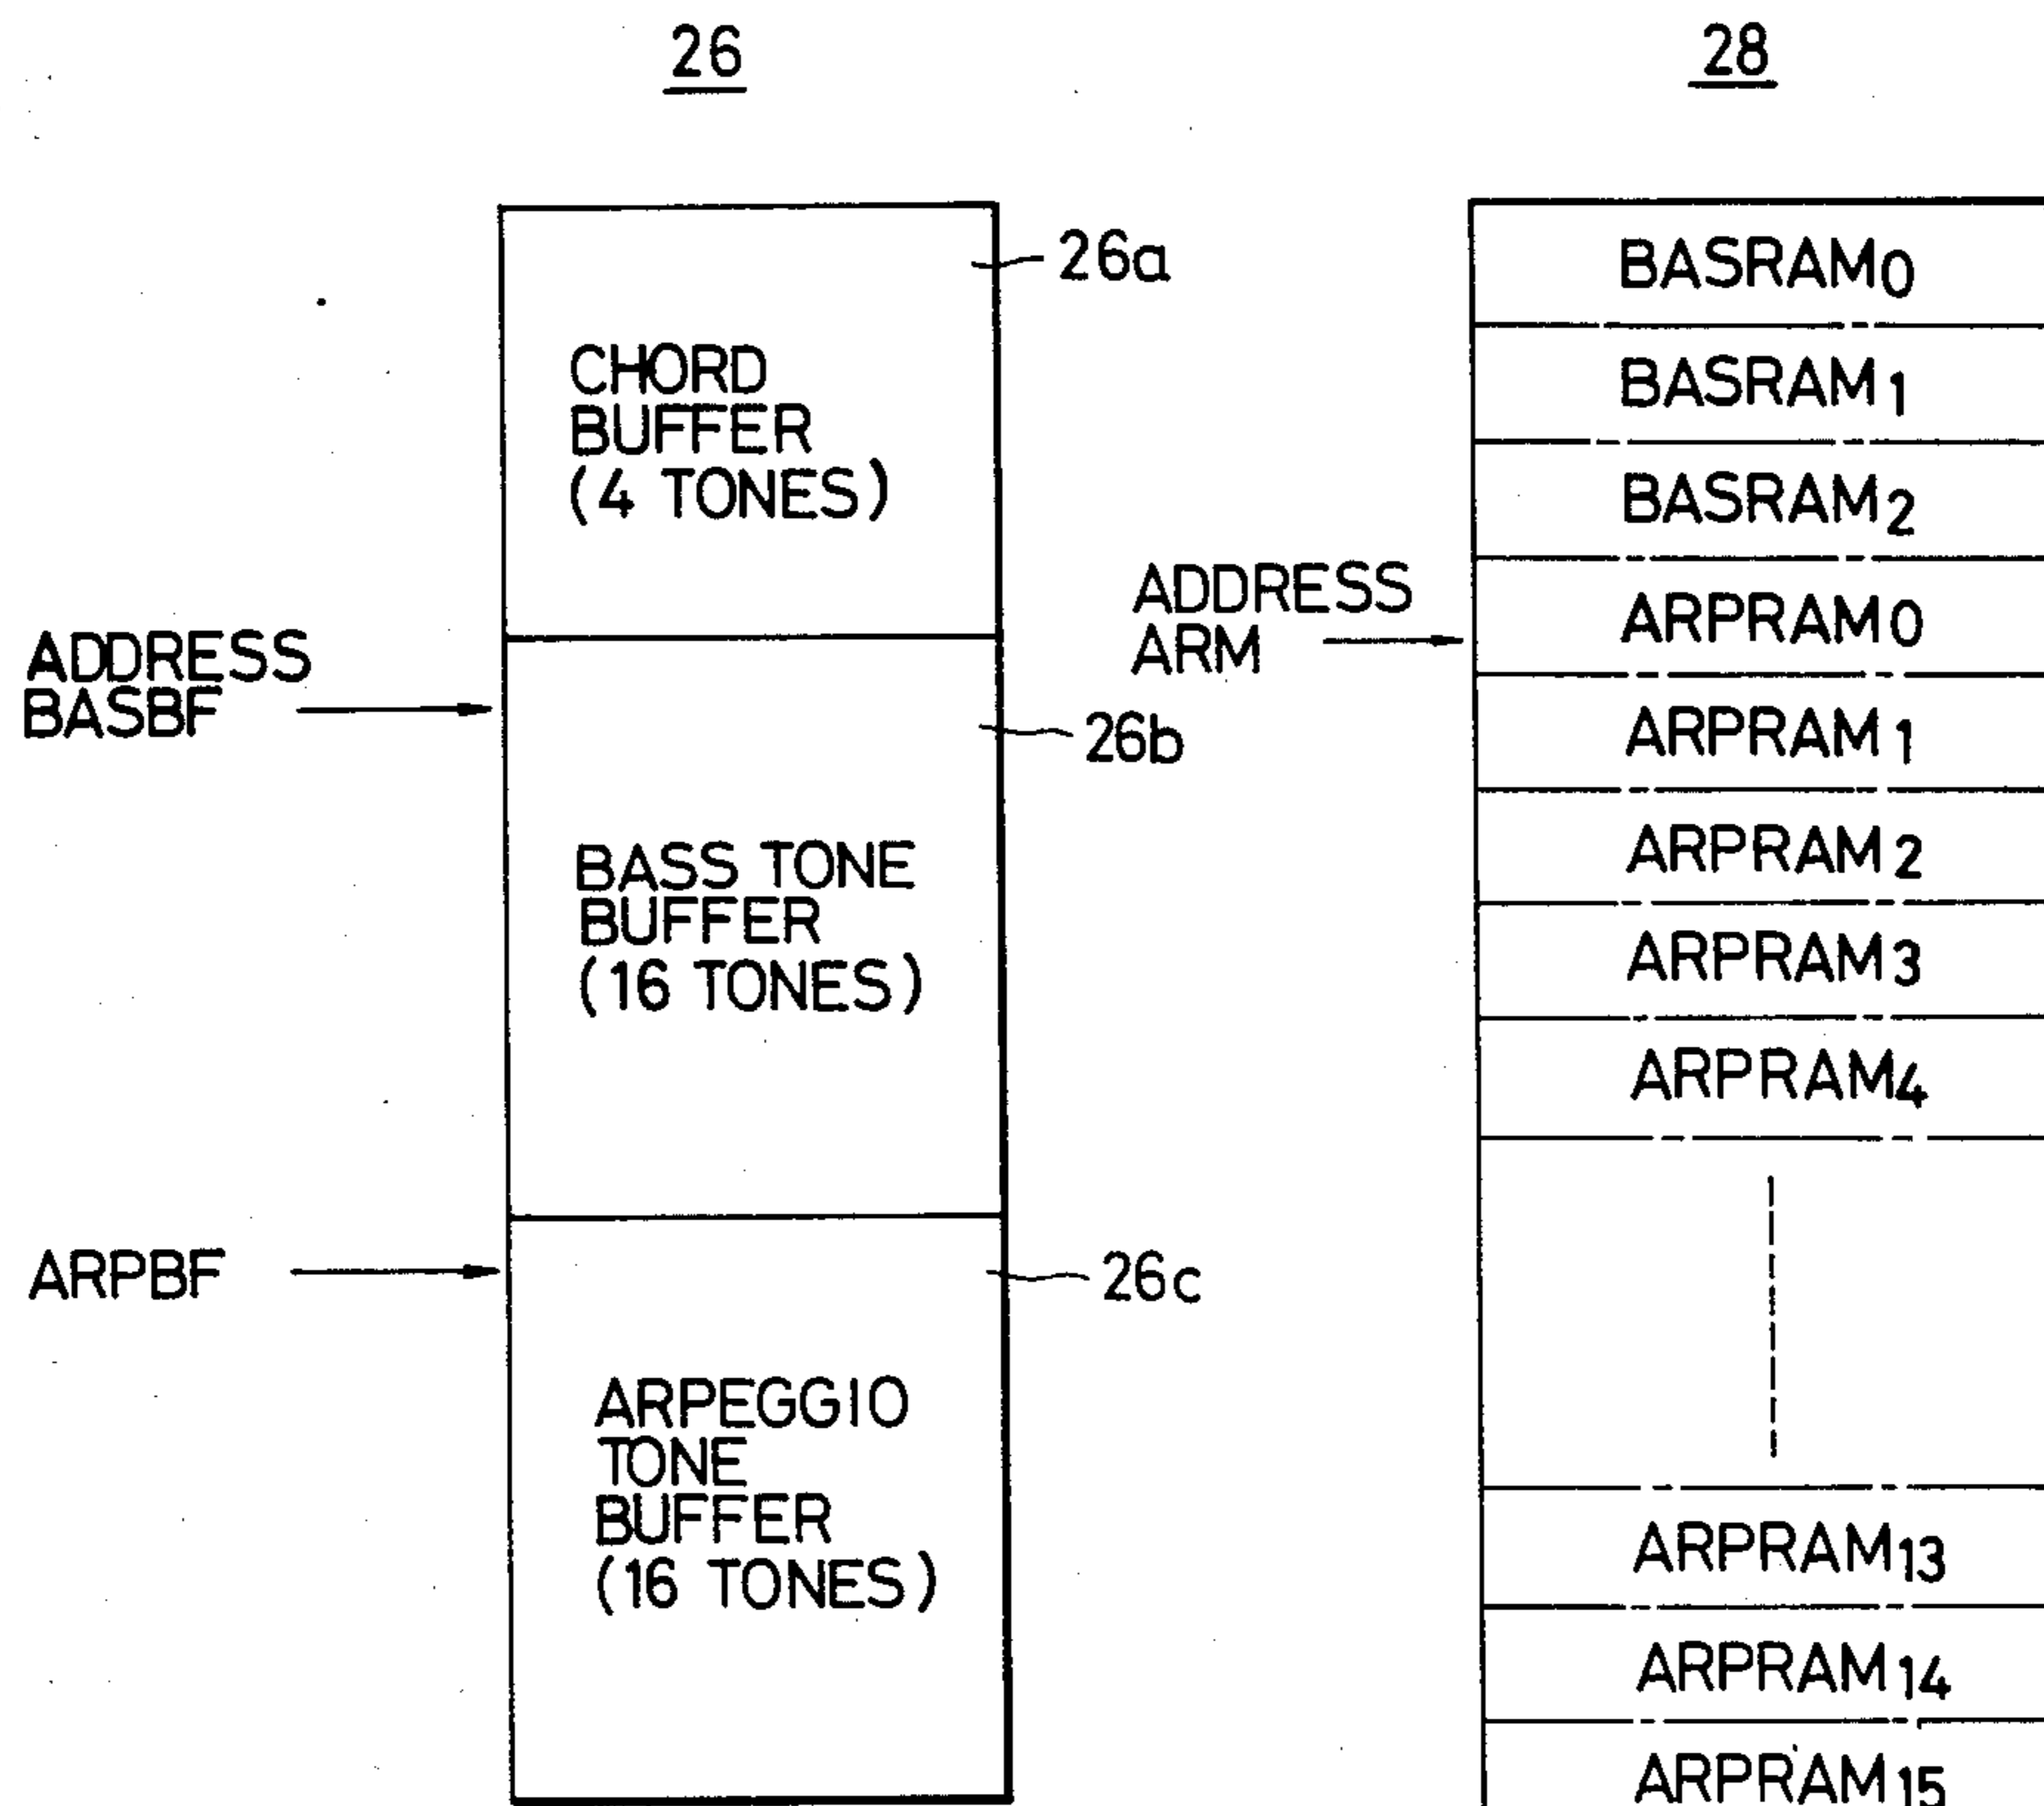 26
26a
CHORD
BUFFER
(4 TONES)
ADDRESS
BASBF
26b
BASS TONE
BUFFER
(16 TONES)
ARPBF
26c
ARPEGGIO
TONE
BUFFER
(16 TONES)
28
BASRAM0
BASRAM1
BASRAM2
ADDRESS
ARM
ARPRAM0
ARPRAM1
ARPRAM2
ARPRAM3
ARPRAM4
ARPRAM13
ARPRAM14
ARPRAM15